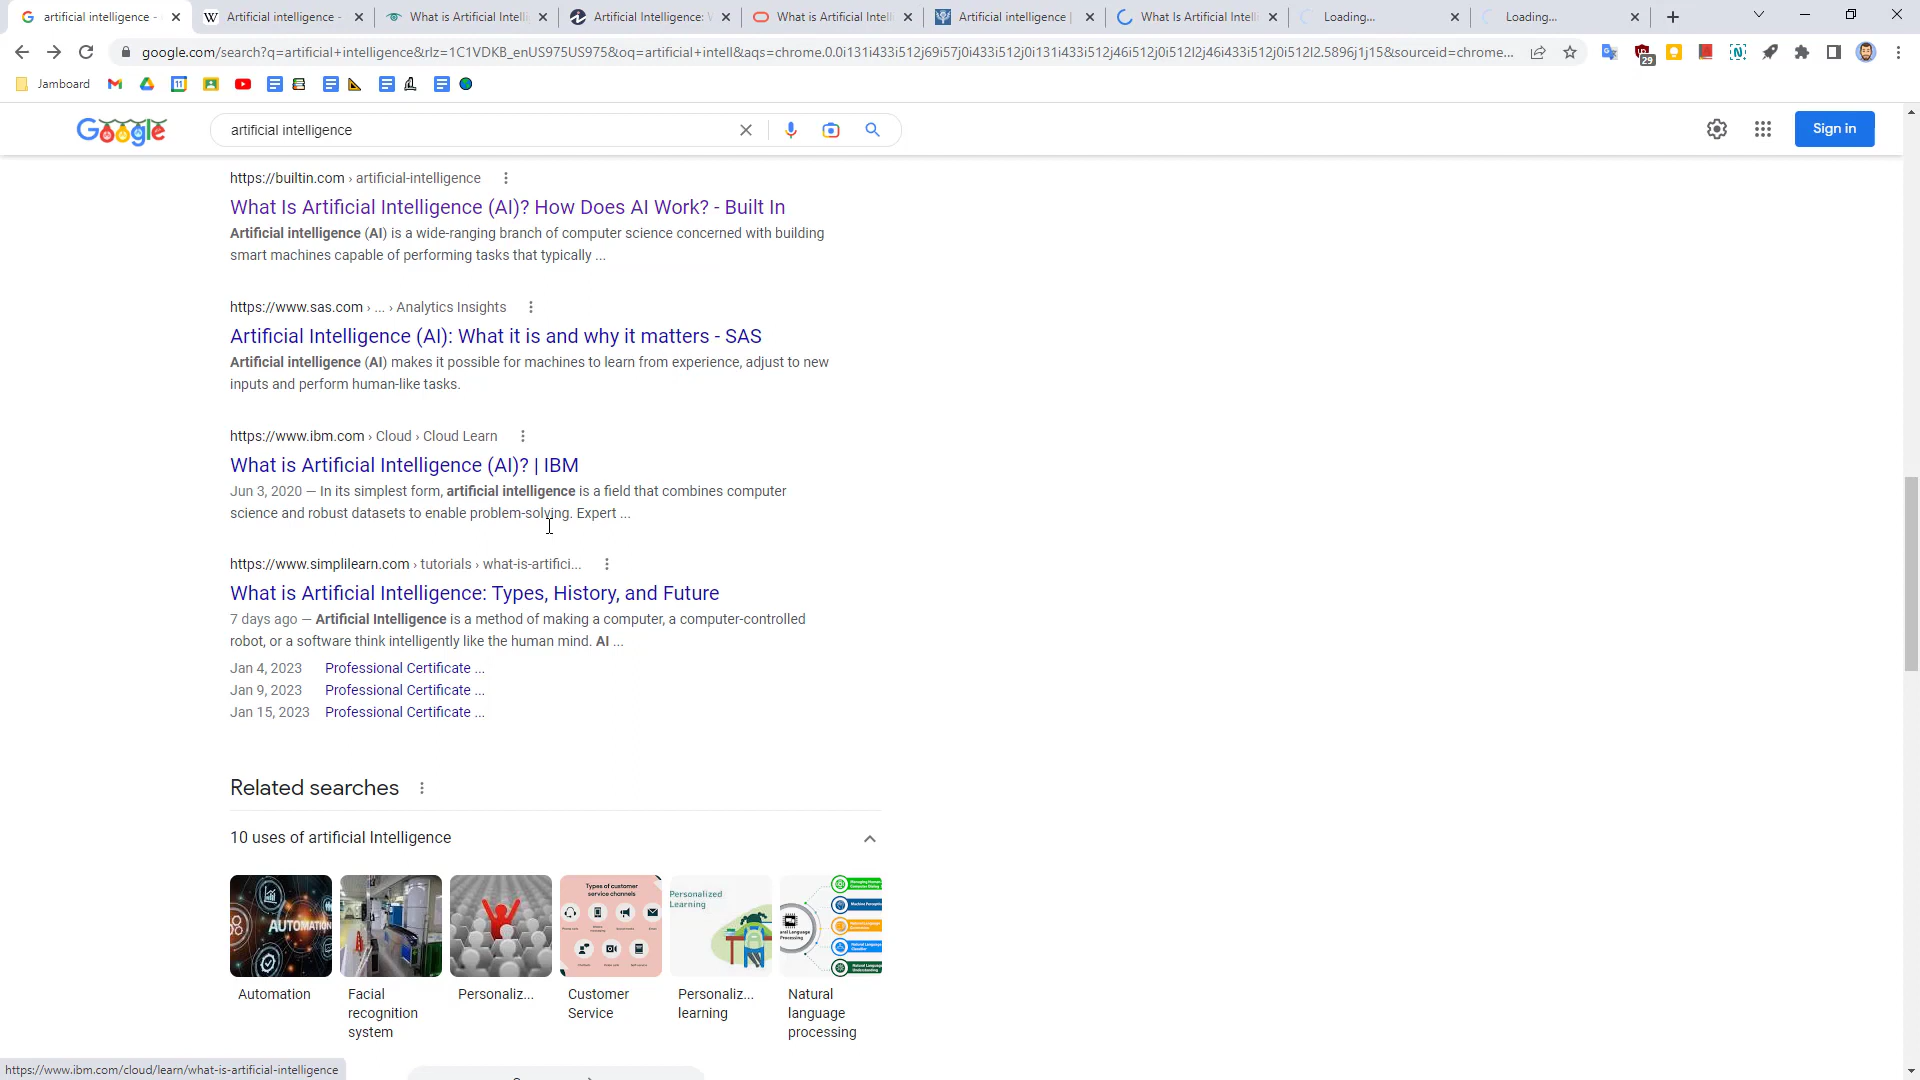 artificial intelligence -
Artificial intelligence -
What is Artificial Intelli
Artificial Intelligence: W
What is Artificial Intelli
Artificial intelligence |
What Is Artificial Intelli
Loading...
Loading...
google.com/search?q=artificial+intelligence&rlz=1C1VDKB_enUS975US975&oq=artificial+intell&aqs=chrome.0.0i131i433i512j69i57j0i433i512j0i131i433i512j46i512j0i512l2j46i433i512j0i512l2.5896j1j15&sourceid=chrome...
29
Jamboard
Google
artificial intelligence
Sign in
https://builtin.com › artificial-intelligence
What Is Artificial Intelligence (AI)? How Does AI Work? - Built In
Artificial intelligence (AI) is a wide-ranging branch of computer science concerned with building
smart machines capable of performing tasks that typically ...
https://www.sas.com › ... › Analytics Insights
Artificial Intelligence (AI): What it is and why it matters - SAS
Artificial intelligence (AI) makes it possible for machines to learn from experience, adjust to new
inputs and perform human-like tasks.
https://www.ibm.com › Cloud › Cloud Learn
What is Artificial Intelligence (AI)? | IBM
Jun 3, 2020 — In its simplest form, artificial intelligence is a field that combines computer
science and robust datasets to enable problem-solving. Expert ...
https://www.simplilearn.com › tutorials › what-is-artifici...
What is Artificial Intelligence: Types, History, and Future
7 days ago — Artificial Intelligence is a method of making a computer, a computer-controlled
robot, or a software think intelligently like the human mind. AI ...
Jan 4, 2023 Professional Certificate ...
Jan 9, 2023 Professional Certificate ...
Jan 15, 2023 Professional Certificate ...
Related searches
10 uses of artificial Intelligence
AUTOMATION
Types of customer
service channels
Personalized
Learning
Automation
Facial
recognition
system
Personaliz...
Customer
Service
Personaliz...
learning
Natural
language
processing
https://www.ibm.com/cloud/learn/what-is-artificial-intelligence